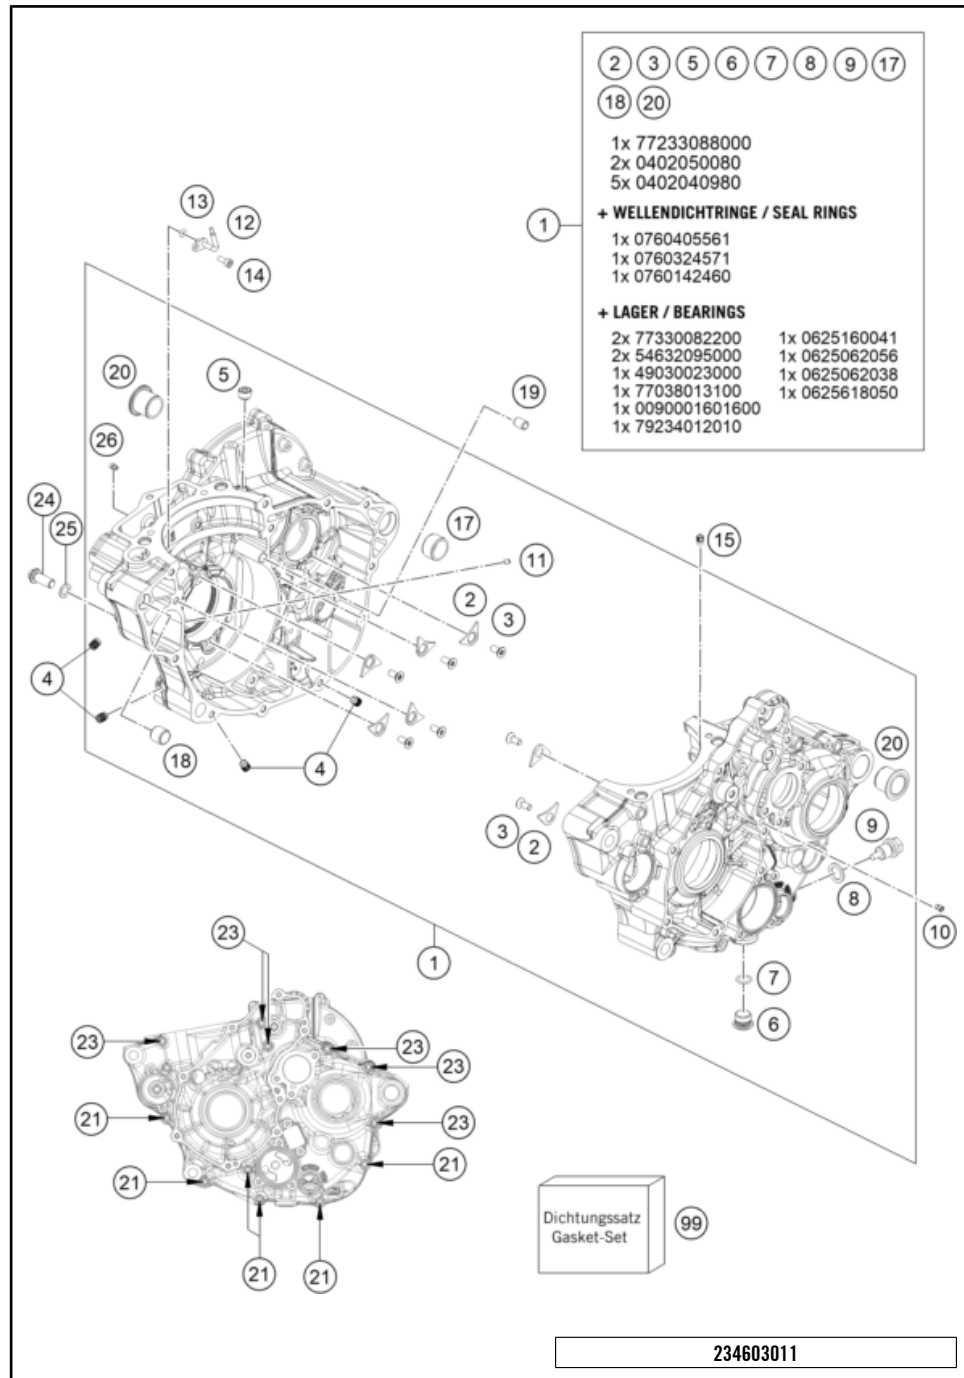 2 3 5 6 7 8 9 17
18 20
1x 77233088000
2x 0402050080
5x 0402040980
+ WELLENDICHTRINGE / SEAL RINGS
1x 0760405561
1x 0760324571
1x 0760142460
+ LAGER / BEARINGS
2x 77330082200
2x 54632095000
1x 49030023000
1x 77038013100
1x 0090001601600
1x 79234012010
1x 0625160041
1x 0625062056
1x 0625062038
1x 0625618050
1
13
12
14
20
5
19
26
24
25
17
11
15
2
3
4
18
4
20
3
2
9
8
10
7
6
1
23
23
23
23
23
21
21
21
21
21
Dichtungssatz
Gasket-Set
99
234603011